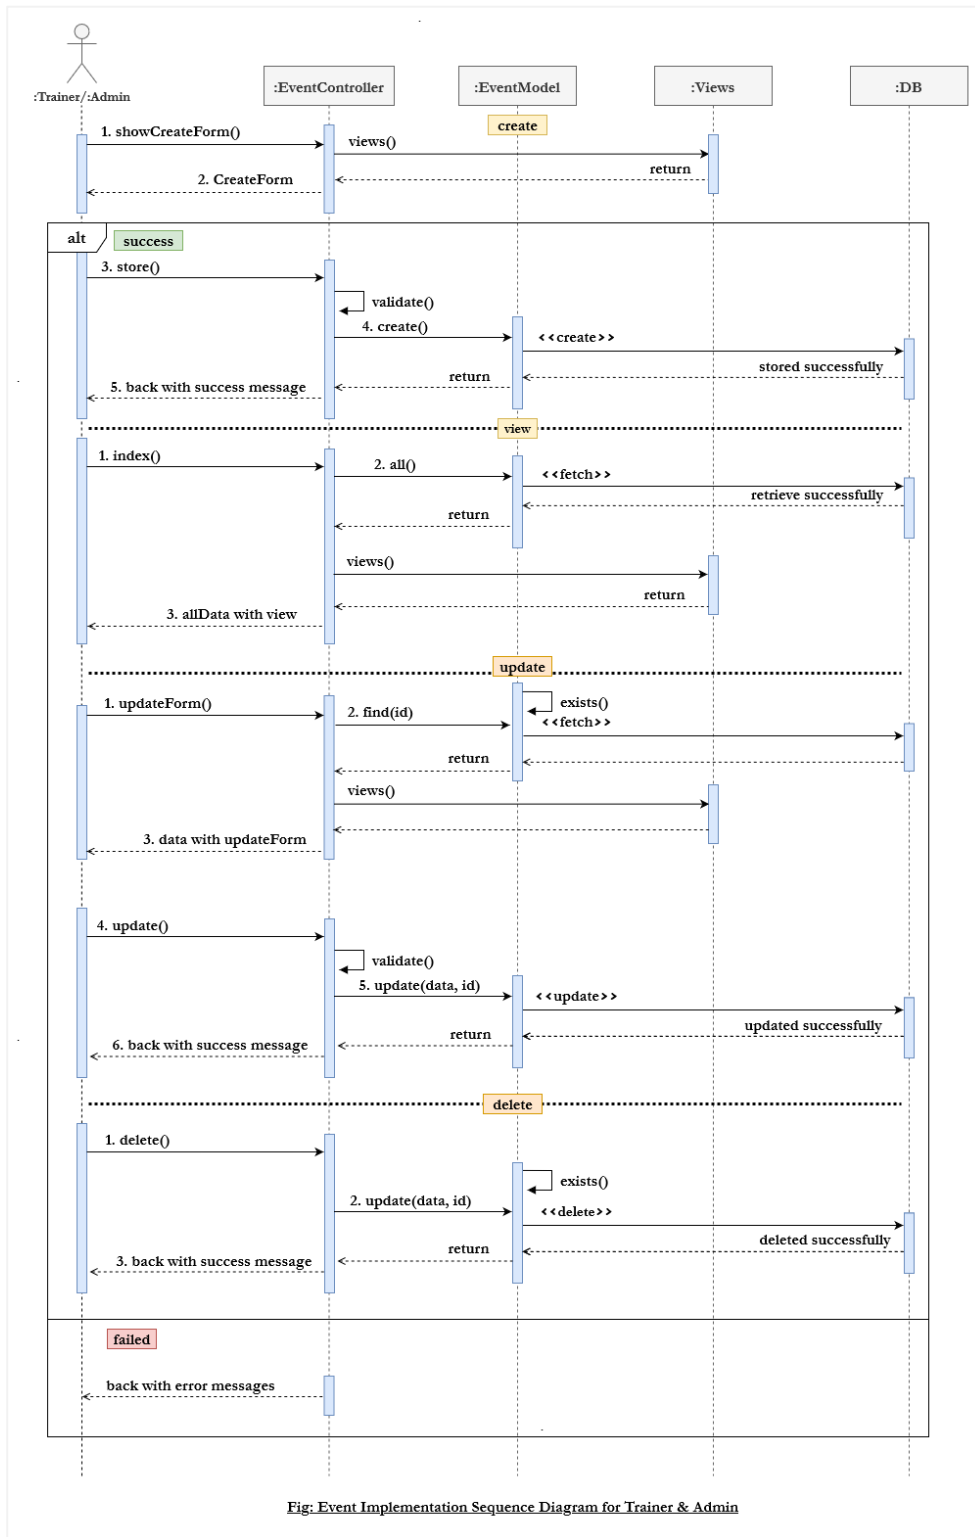 :Trainer/:Admin
:EventController
:EventModel
:Views
:DB
create
1. showCreateForm()
views()
return
2. CreateForm
alt
success
3. store()
validate()
4. create()
<<create>>
stored successfully
return
5. back with success message
view
1. index()
2. all()
<<fetch>>
retrieve successfully
return
views()
return
3. allData with view
update
1. updateForm()
2. find(id)
exists()
<<fetch>>
return
views()
3. data with updateForm
4. update()
validate()
5. update(data, id)
<<update>>
updated successfully
return
6. back with success message
delete
1. delete()
exists()
2. update(data, id)
<<delete>>
deleted successfully
return
3. back with success message
failed
back with error messages
Fig: Event Implementation Sequence Diagram for Trainer & Admin